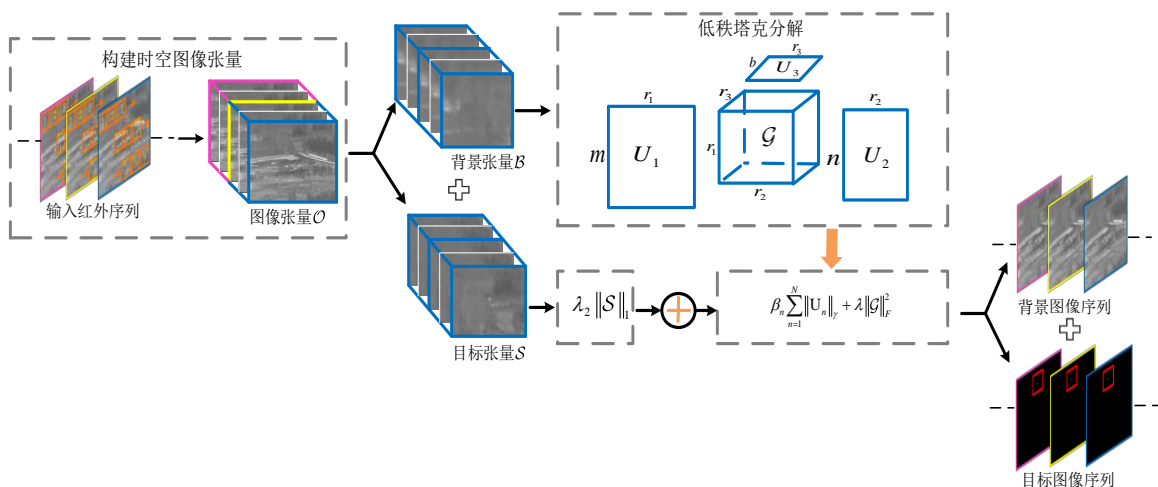 构建时空图像张量
输入红外序列
图像张量𝒪
背景张量ℬ
目标张量𝒮
低秩塔克分解
m
r₁
U₁
b
r₃
U₃
r₃
r₁
𝒢
r₂
n
r₂
U₂
λ₂‖𝒮‖₁
βₙ∑ₙ₌₁ᴺ‖Uₙ‖ᵧ + λ‖𝒢‖²_F
背景图像序列
目标图像序列